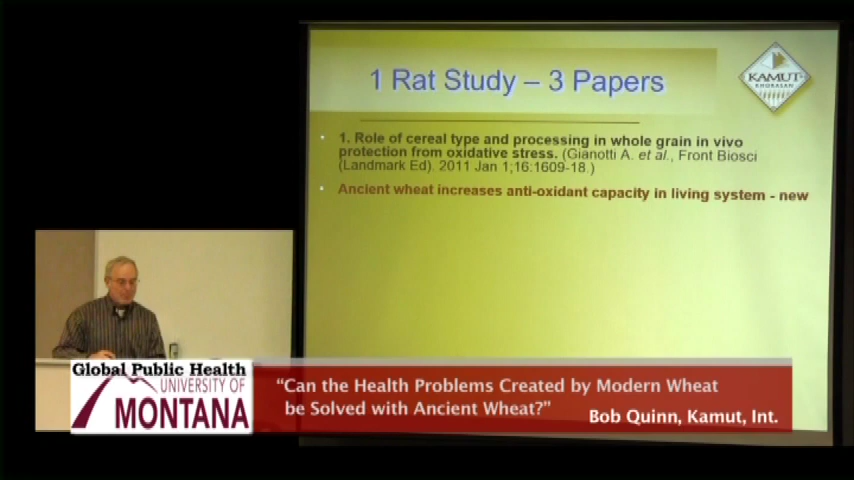 1 Rat Study – 3 Papers
KAMUT®
KHORASAN
• 1. Role of cereal type and processing in whole grain in vivo
protection from oxidative stress. (Gianotti A. et al., Front Biosci
(Landmark Ed). 2011 Jan 1;16:1609-18.)
• Ancient wheat increases anti-oxidant capacity in living system - new
Global Public Health
UNIVERSITY OF
MONTANA
“Can the Health Problems Created by Modern Wheat
be Solved with Ancient Wheat?”
Bob Quinn, Kamut, Int.